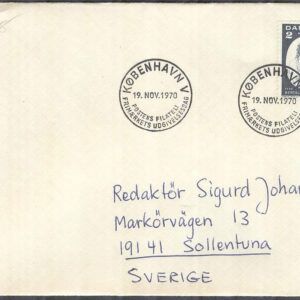 KØBENHAVN V
19. NOV. 1970
POSTENS FILATELI
FRIMÆRKETS UDGIVELSESDAG
KØBENHAVN V
19. NOV. 1970
POSTENS FILATELI
FRIMÆRKETS UDGIVELSESDAG
DAN
2
Redaktör Sigurd Johan
Markörvägen 13
191 41 Sollentuna
SVERIGE